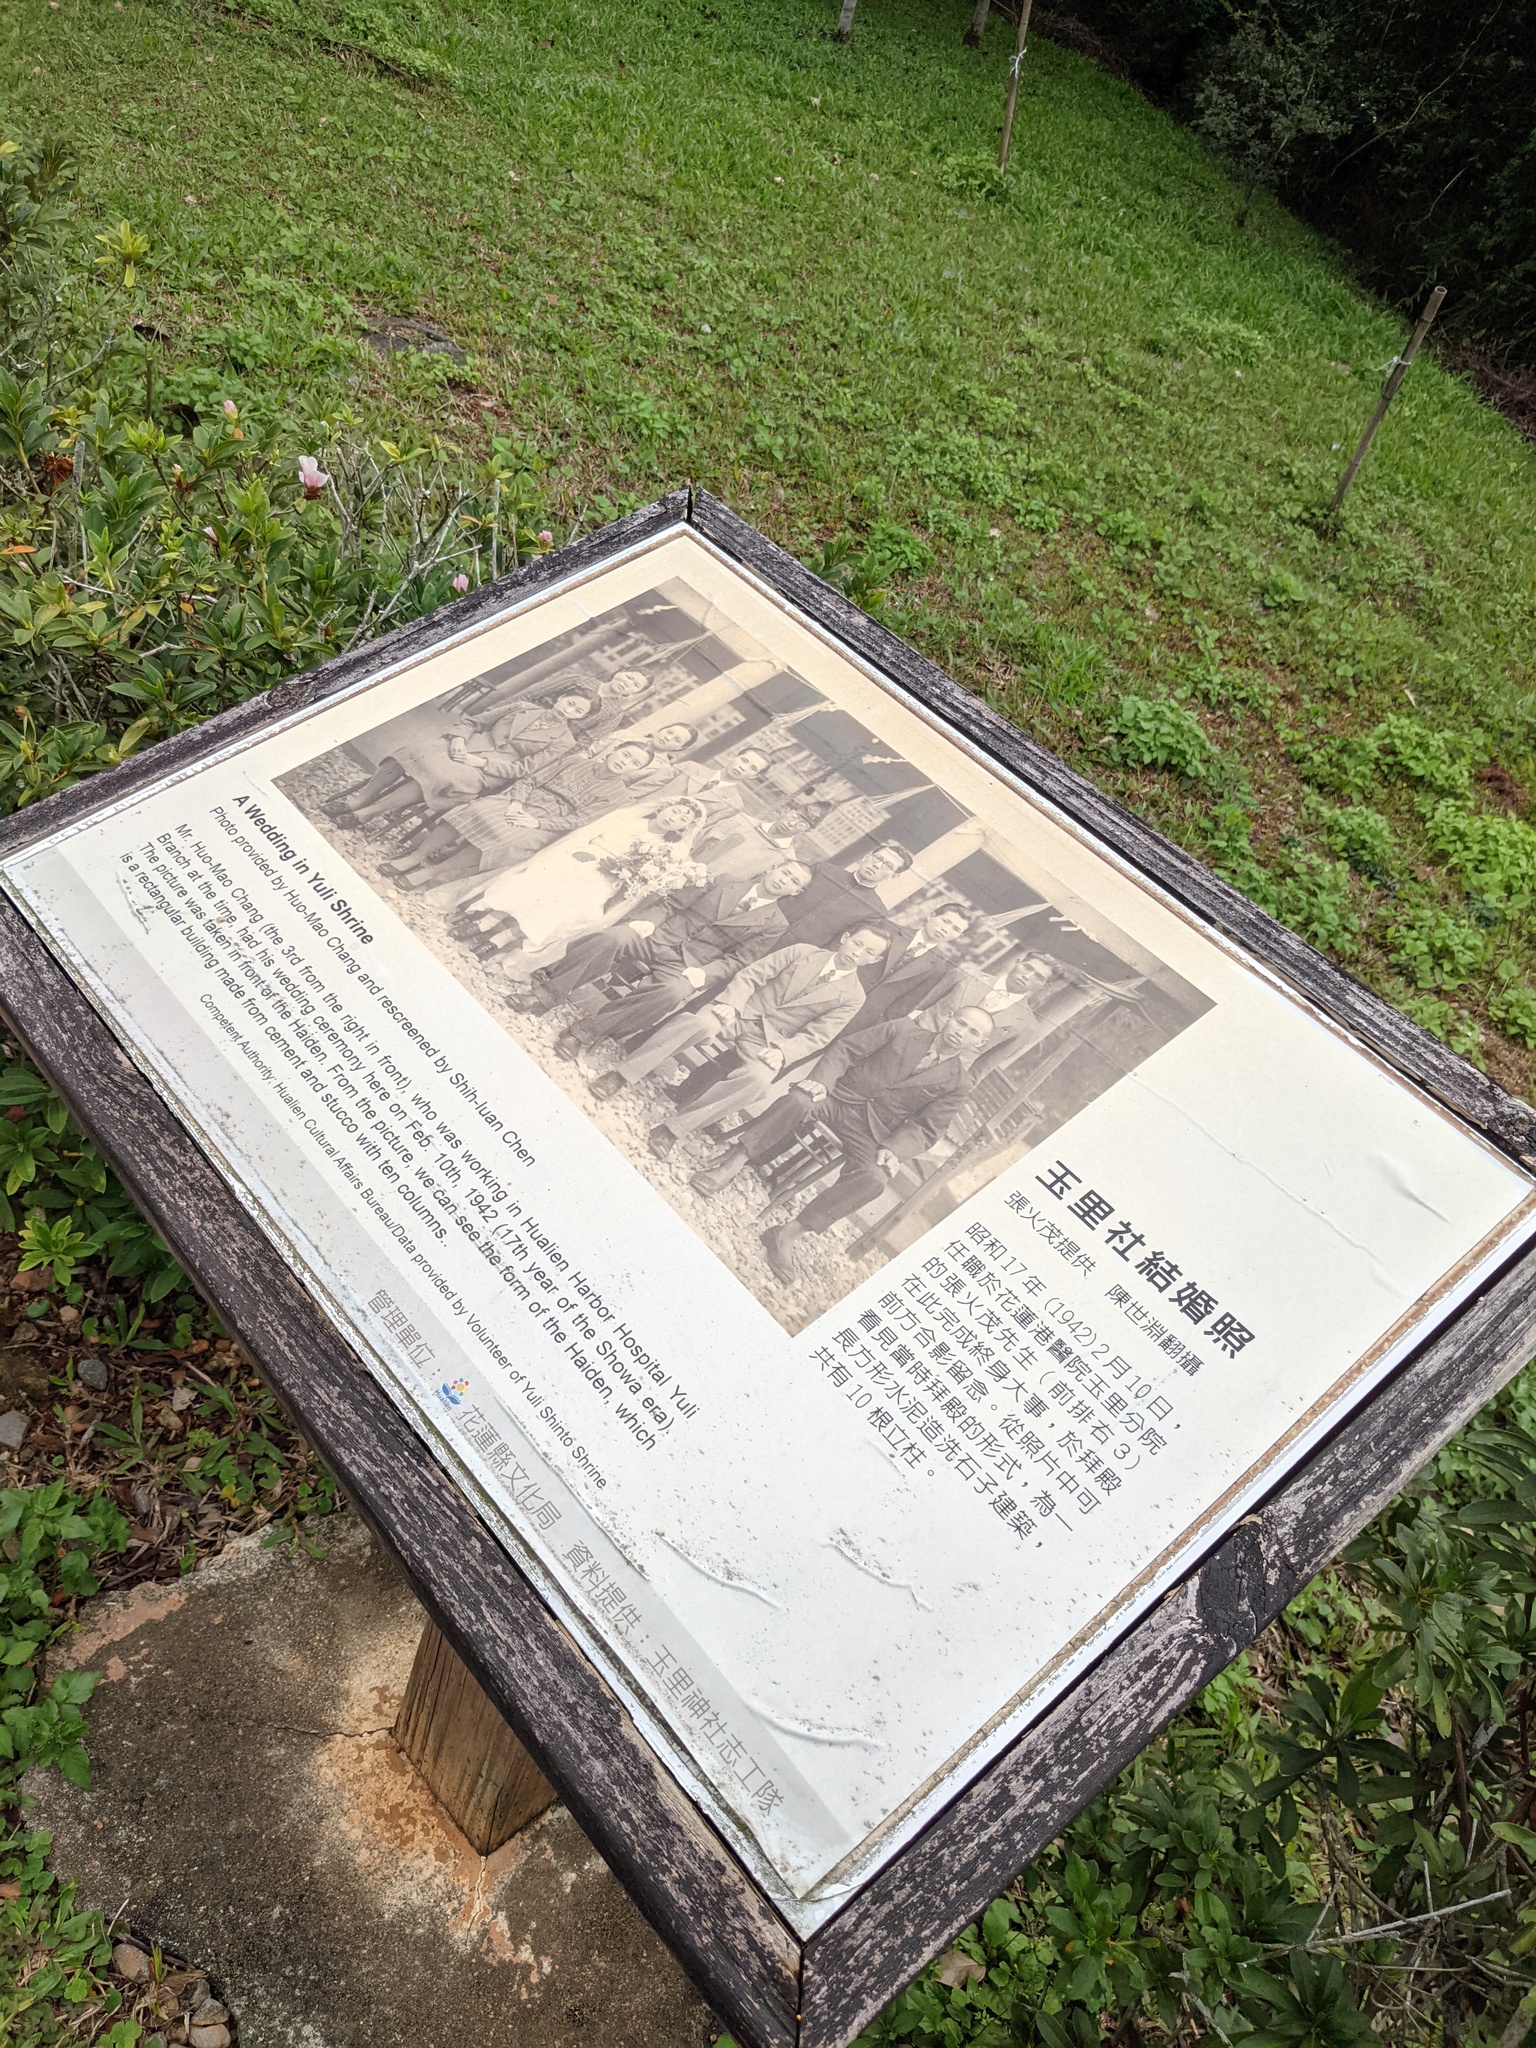 玉里社結婚照
張火茂提供 陳世淵翻攝
昭和17年(1942)2月10日，
任職於花蓮港醫院玉里分院
的張火茂先生（前排右3）
在此完成終身大事，於拜殿
前方合影留念。從照片中可
看見當時拜殿的形式，為一
長方形水泥造洗石子建築，
共有10根立柱。
A Wedding in Yuli Shrine
Photo provided by Huo-Mao Chang and rescreened by Shih-Iuan Chen
Mr. Huo-Mao Chang (the 3rd from the right in front), who was working in Hualien Harbor Hospital Yuli
Branch at the time, had his wedding ceremony here on Feb. 10th, 1942 (17th year of the Showa era).
The picture was taken in front of the Haiden. From the picture, we can see the form of the Haiden, which
is a rectangular building made from cement and stucco with ten columns..
Competent Authority: Hualien Cultural Affairs Bureau/Data provided by Volunteer of Yuli Shinto Shrine
管理單位：Hualien 花蓮縣文化局 資料提供：玉里神社志工隊